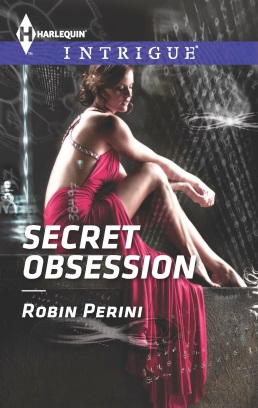 HARLEQUIN®
INTRIGUE®
SECRET
OBSESSION
ROBIN PERINI